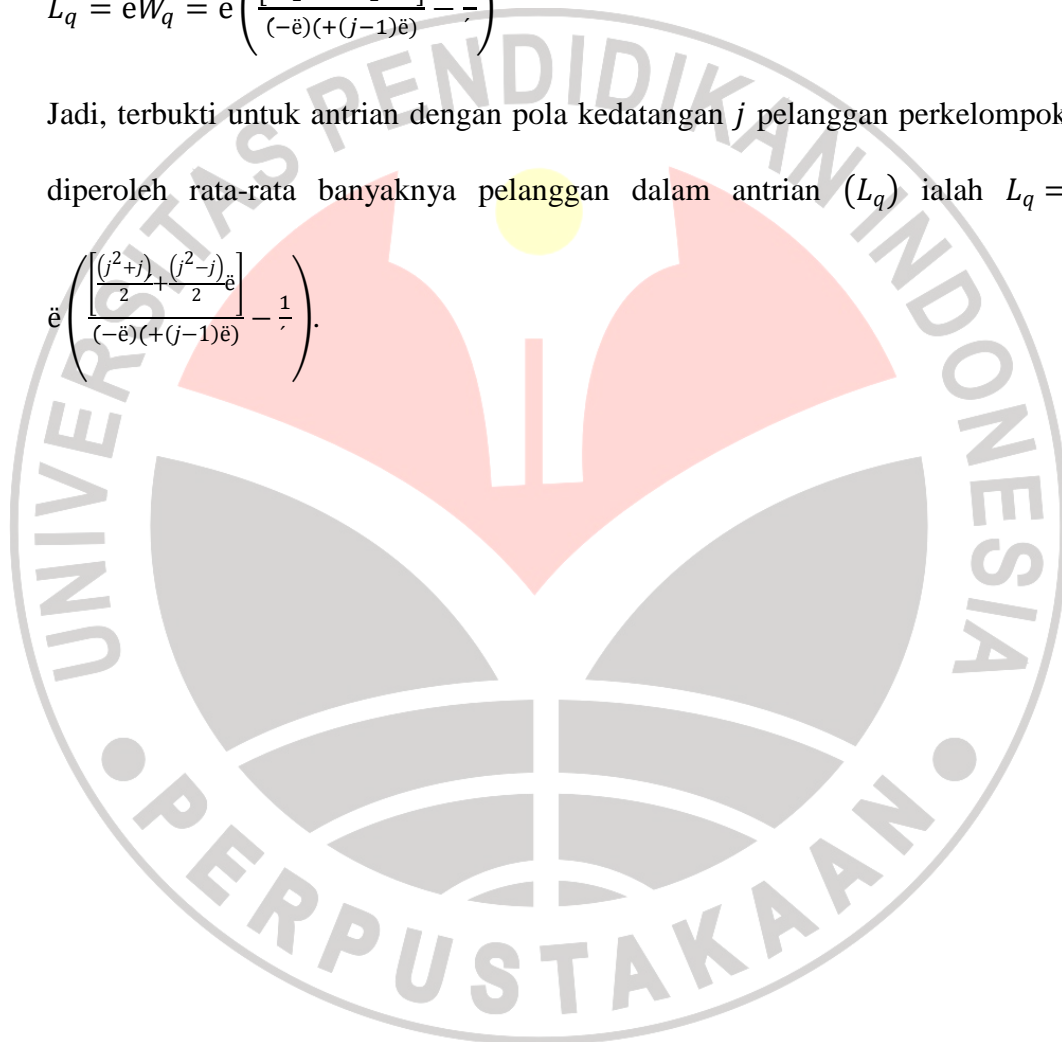 L_q = ëW_q = ë( [ ] / (−ë)(+(j−1)ë) − ´ )
Jadi, terbukti untuk antrian dengan pola kedatangan j pelanggan perkelompok
diperoleh rata-rata banyaknya pelanggan dalam antrian (L_q) ialah L_q =
ë( [ (j²+j)/2 ´ + (j²−j)/2 ë ] / (´−ë)(´+(j−1)ë) − 1/´ ).
UNIVERSITAS PENDIDIKAN INDONESIA
PERPUSTAKAAN